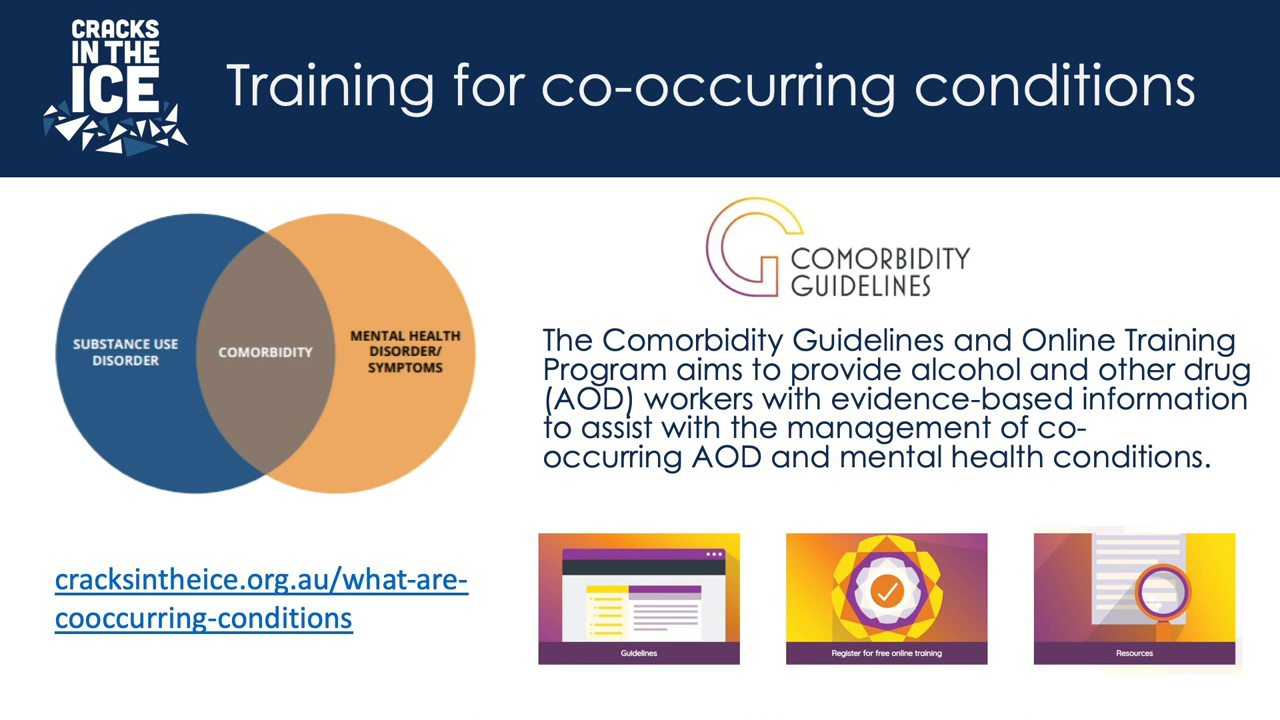 CRACKS
IN THE
ICE
Training for co-occurring conditions
SUBSTANCE USE
DISORDER
COMORBIDITY
MENTAL HEALTH
DISORDER/
SYMPTOMS
cracksintheice.org.au/what-are-
cooccurring-conditions
COMORBIDITY
GUIDELINES
The Comorbidity Guidelines and Online Training
Program aims to provide alcohol and other drug
(AOD) workers with evidence-based information
to assist with the management of co-
occurring AOD and mental health conditions.
Guidelines
Register for free online training
Resources